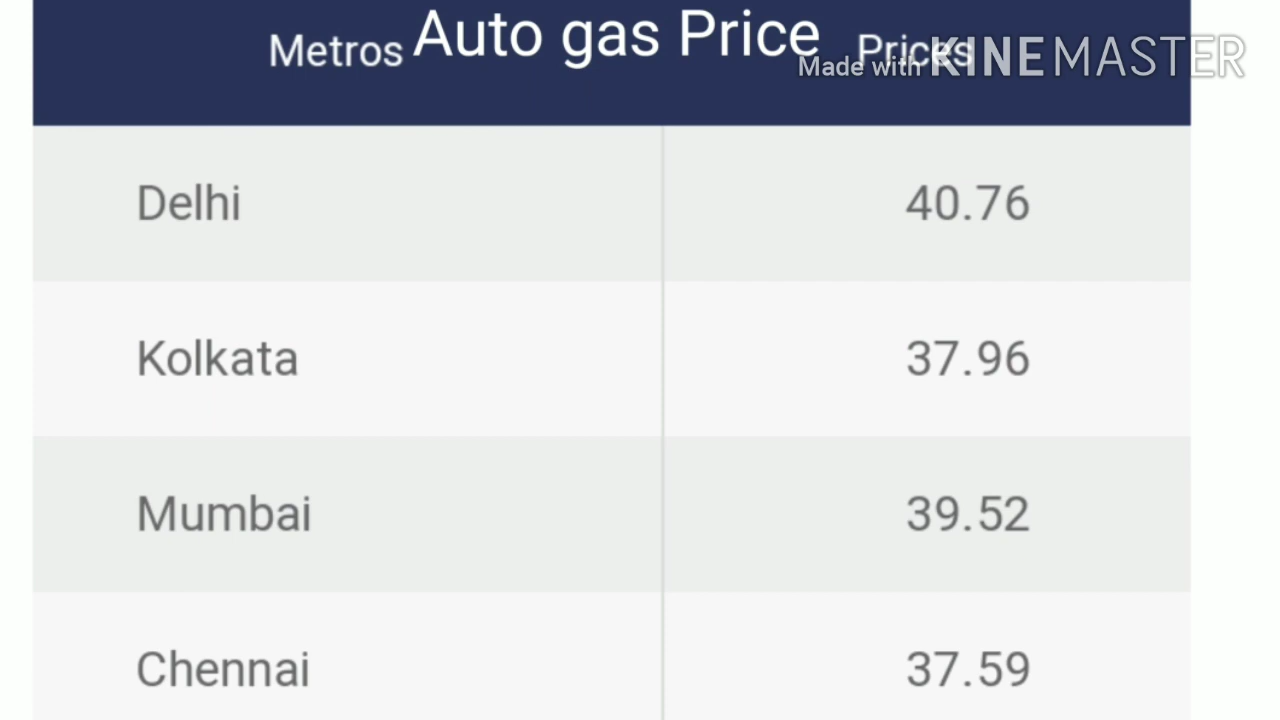 Metros Auto gas Price Prices
Made with KINEMASTER
Delhi 40.76
Kolkata 37.96
Mumbai 39.52
Chennai 37.59